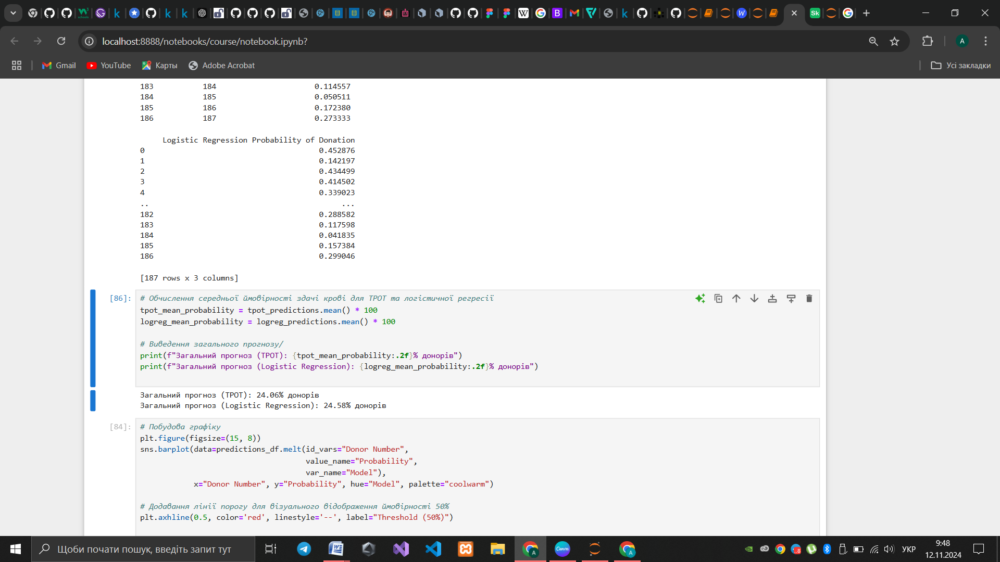 localhost:8888/notebooks/course/notebook.ipynb?
A
Gmail
YouTube
Карты
Adobe Acrobat
Усі закладки
183 184 0.114557
184 185 0.050511
185 186 0.172380
186 187 0.273333
Logistic Regression Probability of Donation
0 0.452876
1 0.142197
2 0.434499
3 0.414502
4 0.339023
.. ...
182 0.288582
183 0.117598
184 0.041835
185 0.157384
186 0.299046
[187 rows x 3 columns]
[86]:
# Обчислення середньої ймовірності здачі крові для TPOT та логістичної регресії
tpot_mean_probability = tpot_predictions.mean() * 100
logreg_mean_probability = logreg_predictions.mean() * 100
# Виведення загального прогнозу/
print(f"Загальний прогноз (TPOT): {tpot_mean_probability:.2f}% донорів")
print(f"Загальний прогноз (Logistic Regression): {logreg_mean_probability:.2f}% донорів")
Загальний прогноз (TPOT): 24.06% донорів
Загальний прогноз (Logistic Regression): 24.58% донорів
[84]:
# Побудова графіку
plt.figure(figsize=(15, 8))
sns.barplot(data=predictions_df.melt(id_vars="Donor Number",
value_name="Probability",
var_name="Model"),
x="Donor Number", y="Probability", hue="Model", palette="coolwarm")
# Додавання лінії порогу для візуального відображення ймовірності 50%
plt.axhline(0.5, color='red', linestyle='--', label="Threshold (50%)")
Щоби почати пошук, введіть запит тут
Canva
УКР
9:48
12.11.2024